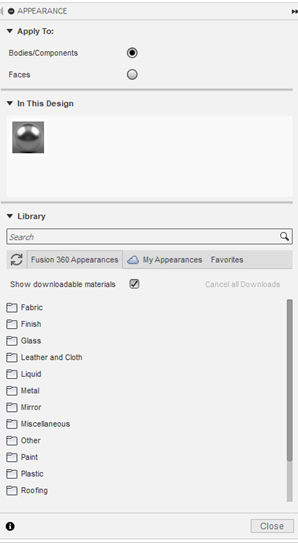 APPEARANCE
Apply To:
Bodies/Components
Faces
In This Design
Library
Search
Fusion 360 Appearances My Appearances Favorites
Show downloadable materials Cancel all Downloads
Fabric
Finish
Glass
Leather and Cloth
Liquid
Metal
Mirror
Miscellaneous
Other
Paint
Plastic
Roofing
Close